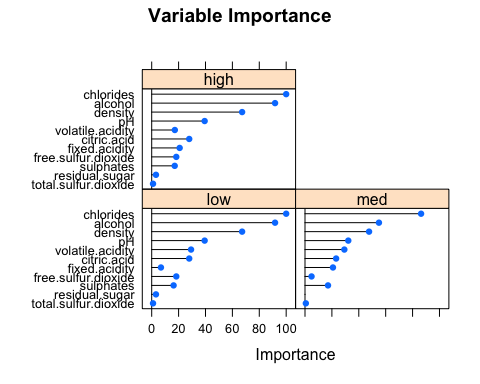 Variable Importance
high
chlorides
alcohol
density
pH
volatile.acidity
citric.acid
fixed.acidity
free.sulfur.dioxide
sulphates
residual.sugar
total.sulfur.dioxide
low
med
chlorides
alcohol
density
pH
volatile.acidity
citric.acid
fixed.acidity
free.sulfur.dioxide
sulphates
residual.sugar
total.sulfur.dioxide
0 20 40 60 80 100
Importance